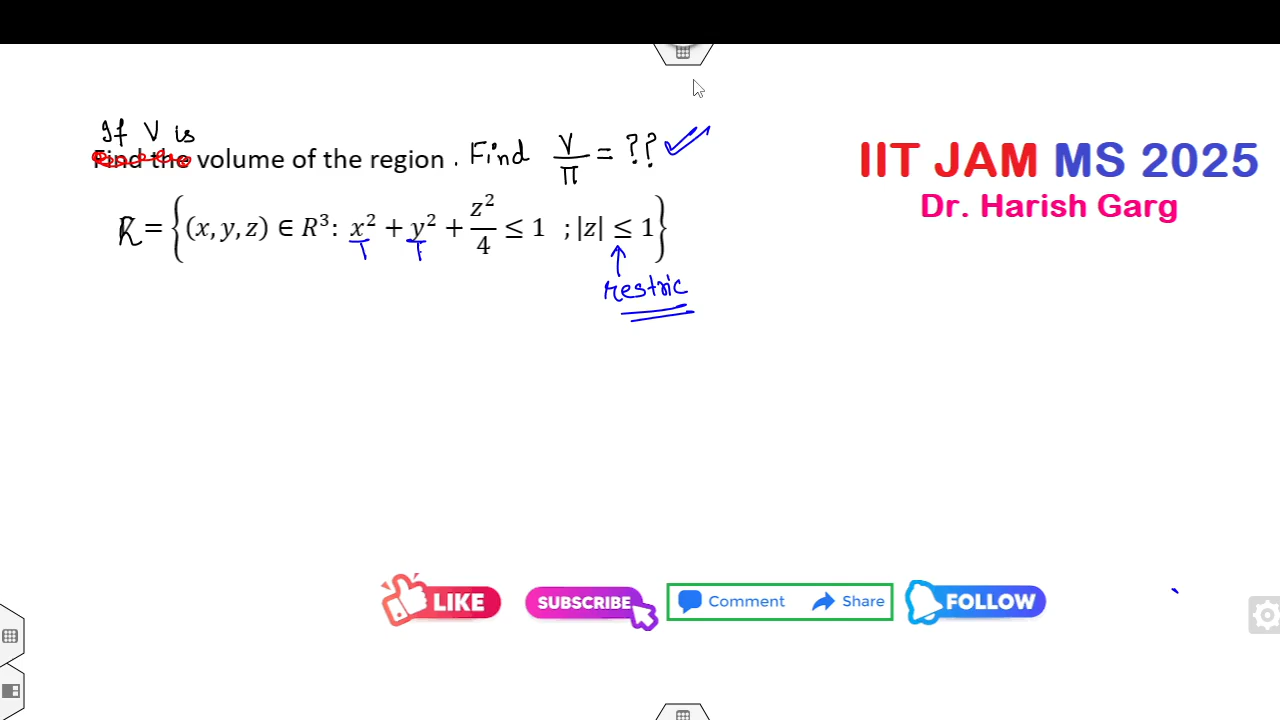 If V is
Find the volume of the region . Find V/π = ??
R = {(x, y, z) ∈ R³: x² + y² + z²/4 ≤ 1 ; |z| ≤ 1}
restric
IIT JAM MS 2025
Dr. Harish Garg
LIKE SUBSCRIBE Comment Share FOLLOW